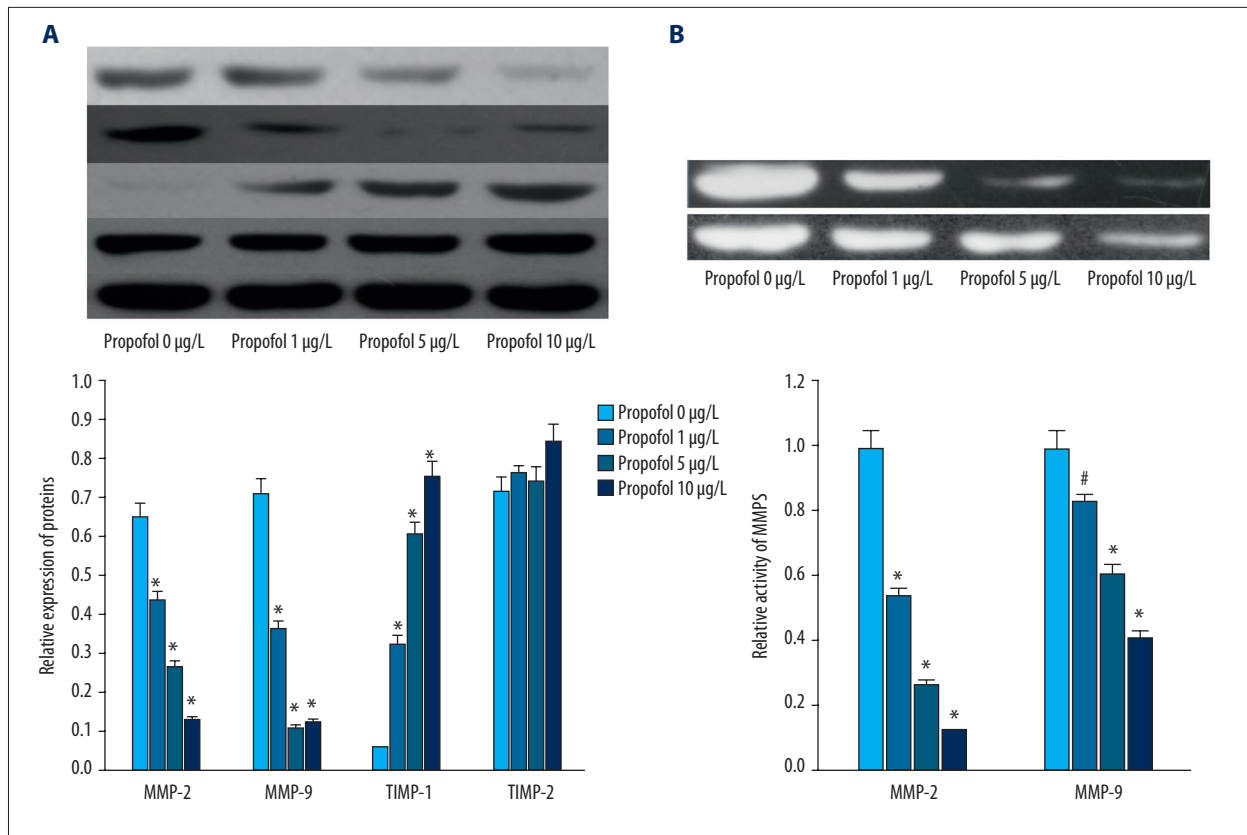 A
B
Propofol 0 µg/L Propofol 1 µg/L Propofol 5 µg/L Propofol 10 µg/L
Propofol 0 µg/L Propofol 1 µg/L Propofol 5 µg/L Propofol 10 µg/L
Relative expression of proteins
1.0
0.9
0.8
0.7
0.6
0.5
0.4
0.3
0.2
0.1
0.0
* * *
* * *
* * *
MMP-2 MMP-9 TIMP-1 TIMP-2
Propofol 0 µg/L
Propofol 1 µg/L
Propofol 5 µg/L
Propofol 10 µg/L
Relative activity of MMPS
1.2
1.0
0.8
0.6
0.4
0.2
0.0
* * *
# * *
MMP-2 MMP-9